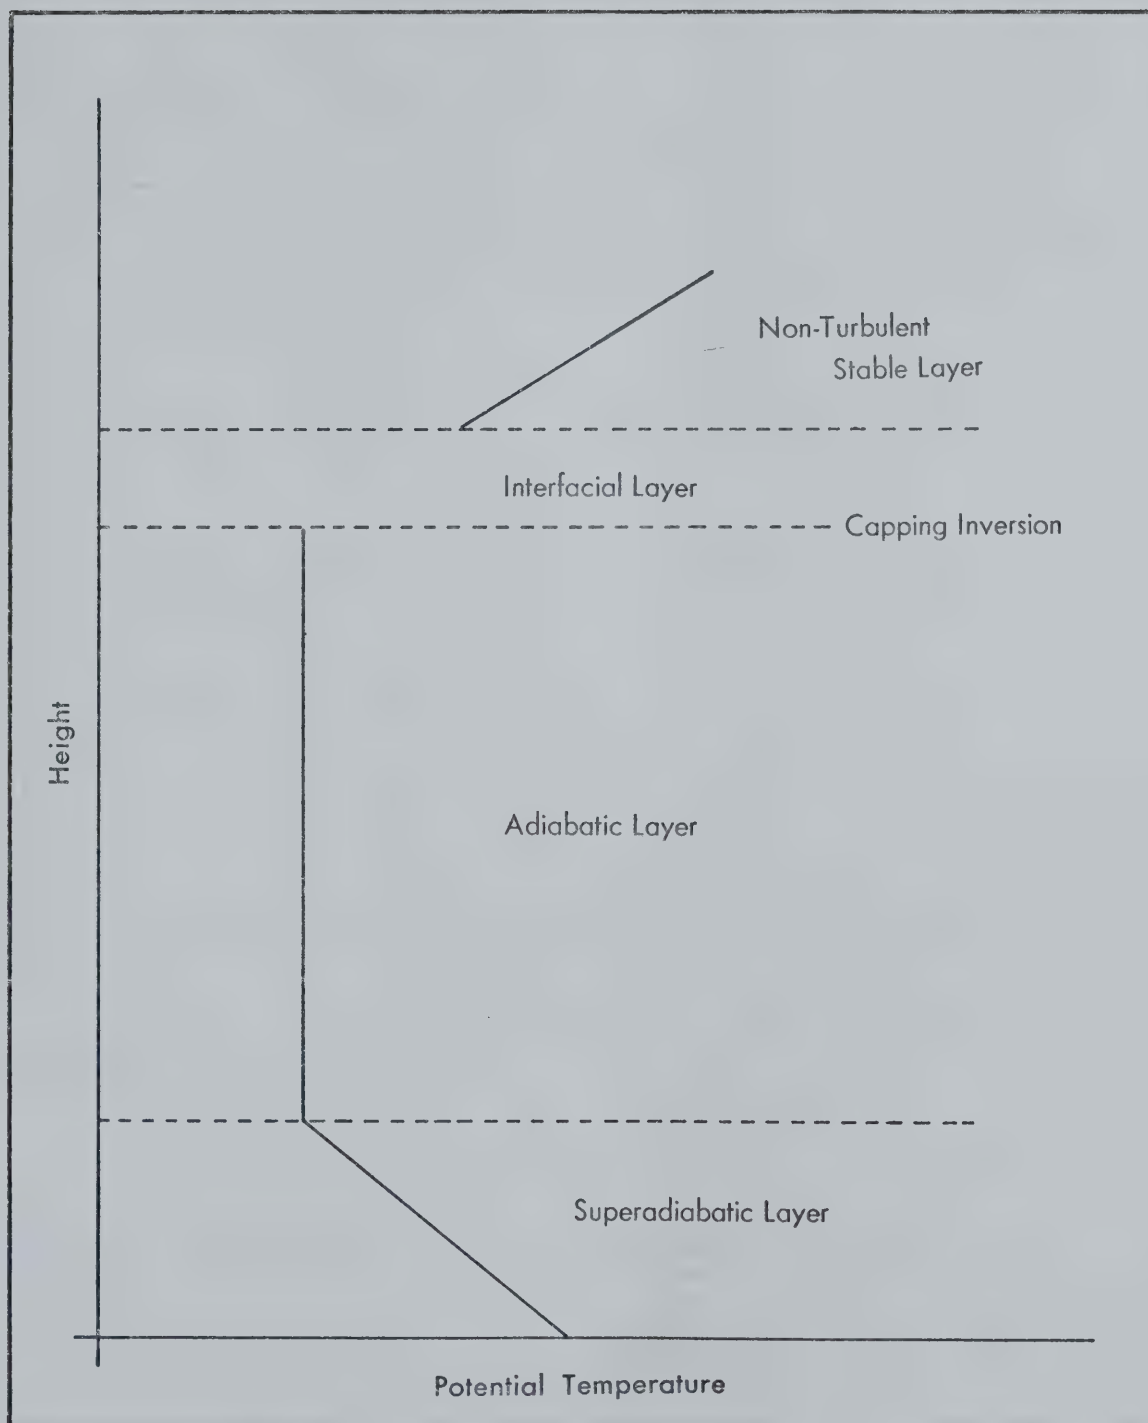 Non-Turbulent
Stable Layer
Interfacial Layer
Capping Inversion
Height
Adiabatic Layer
Superadiabatic Layer
Potential Temperature